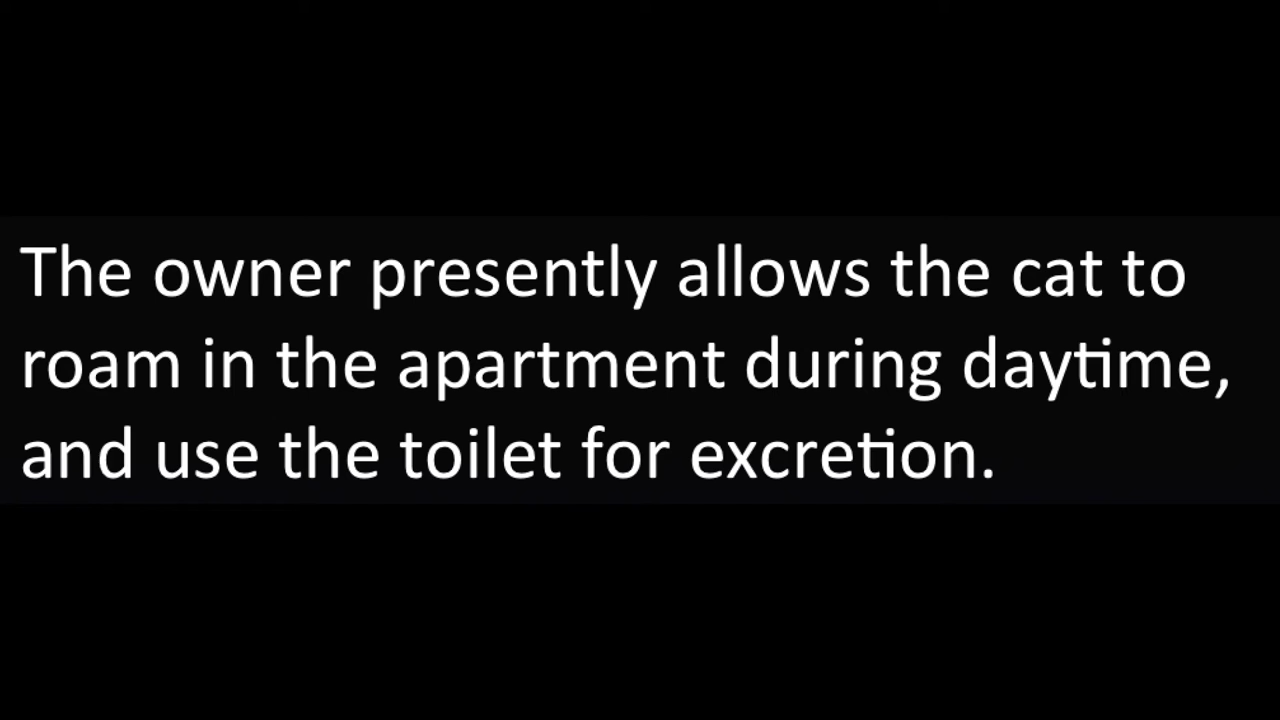 The owner presently allows the cat to
roam in the apartment during daytime,
and use the toilet for excretion.